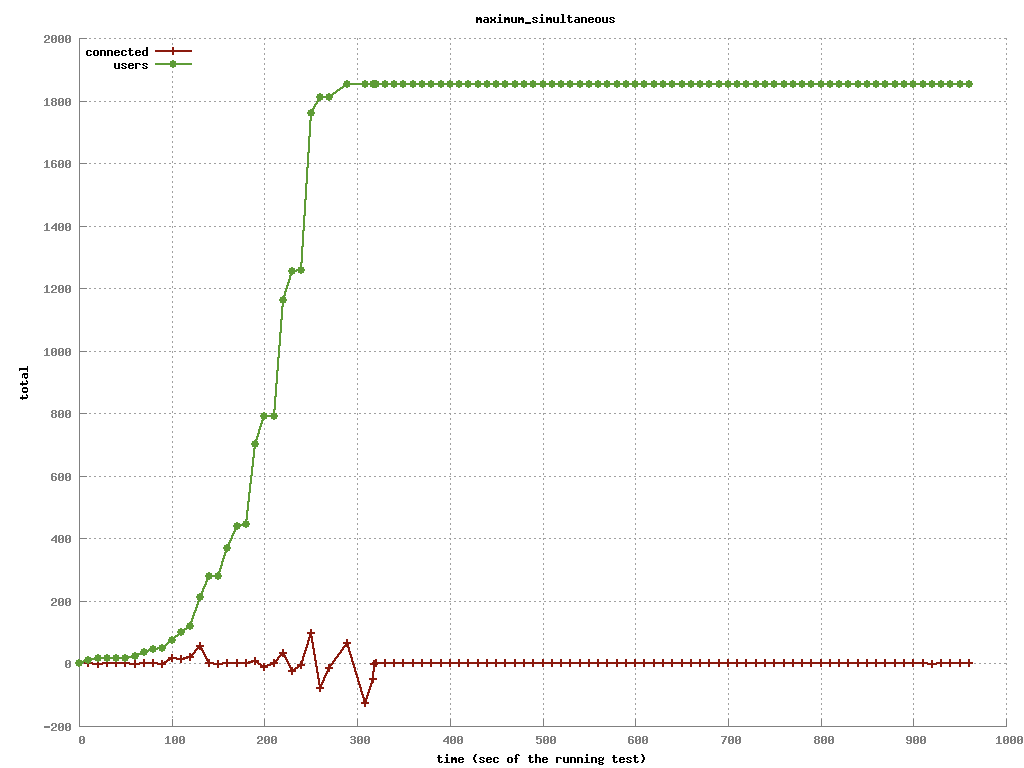 maximum_simultaneous
connected
users
total
2000
1800
1600
1400
1200
1000
800
600
400
200
0
-200
0 100 200 300 400 500 600 700 800 900 1000
time (sec of the running test)